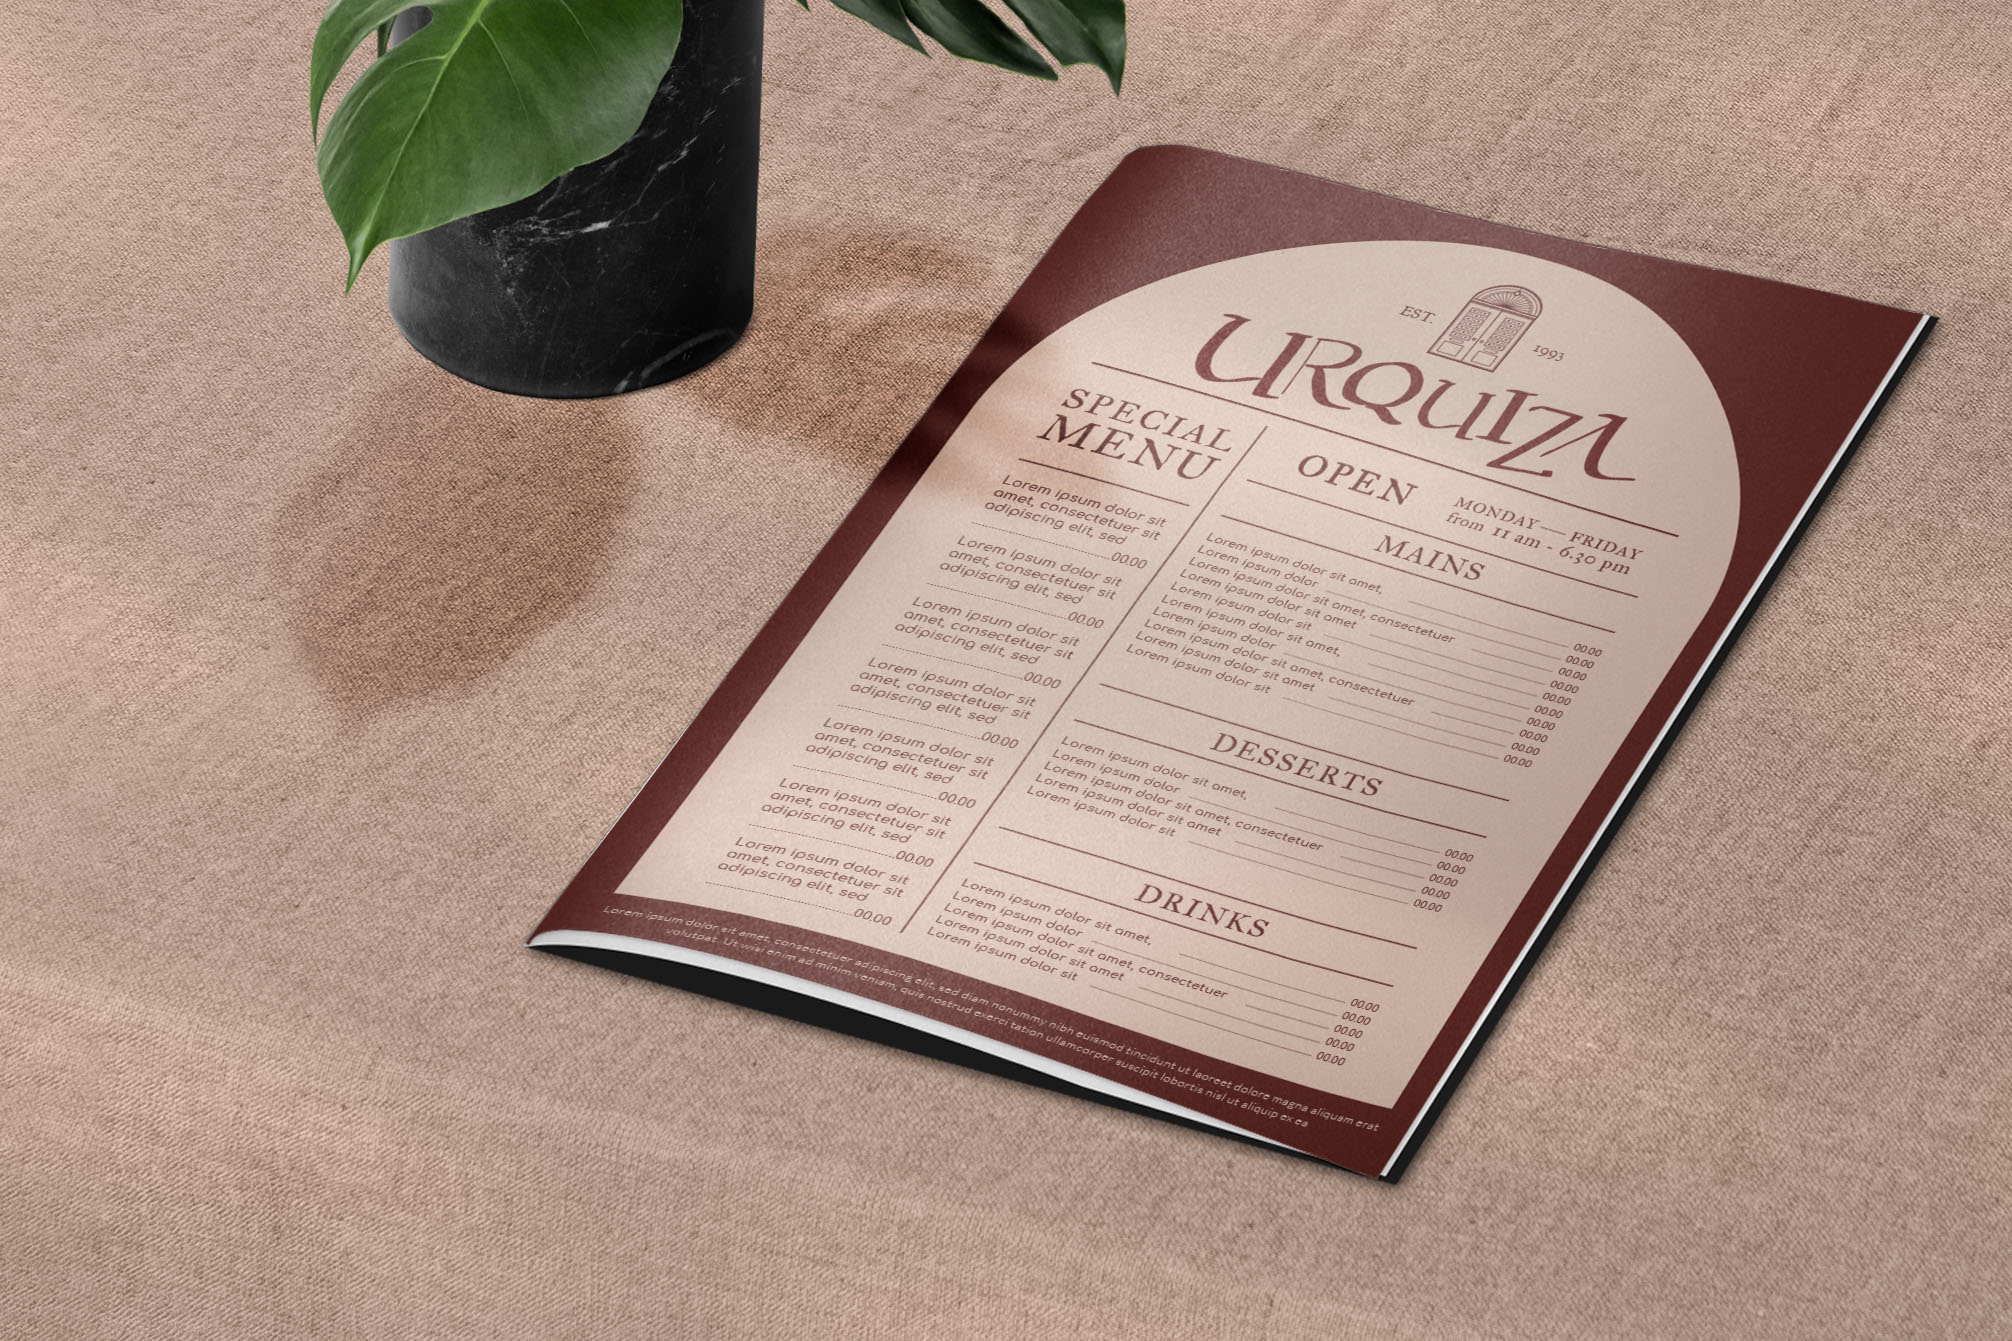 EST.
1993
URQUIZA
SPECIAL
MENU
Lorem ipsum dolor sit
amet, consectetuer sit
adipiscing elit, sed
00.00
Lorem ipsum dolor sit
amet, consectetuer sit
adipiscing elit, sed
00.00
Lorem ipsum dolor sit
amet, consectetuer sit
adipiscing elit, sed
00.00
Lorem ipsum dolor sit
amet, consectetuer sit
adipiscing elit, sed
00.00
Lorem ipsum dolor sit
amet, consectetuer sit
adipiscing elit, sed
00.00
Lorem ipsum dolor sit
amet, consectetuer sit
adipiscing elit, sed
00.00
Lorem ipsum dolor sit
amet, consectetuer sit
adipiscing elit, sed
00.00
OPEN
MONDAY—FRIDAY
from 11 am - 6.30 pm
MAINS
Lorem ipsum dolor sit amet, 00.00
Lorem ipsum dolor 00.00
Lorem ipsum dolor sit amet, consectetuer 00.00
Lorem ipsum dolor sit amet 00.00
Lorem ipsum dolor sit 00.00
Lorem ipsum dolor sit amet, 00.00
Lorem ipsum dolor 00.00
Lorem ipsum dolor sit amet, consectetuer 00.00
Lorem ipsum dolor sit amet 00.00
Lorem ipsum dolor sit 00.00
DESSERTS
Lorem ipsum dolor sit amet, 00.00
Lorem ipsum dolor 00.00
Lorem ipsum dolor sit amet, consectetuer 00.00
Lorem ipsum dolor sit amet 00.00
Lorem ipsum dolor sit 00.00
DRINKS
Lorem ipsum dolor sit amet, 00.00
Lorem ipsum dolor 00.00
Lorem ipsum dolor sit amet, consectetuer 00.00
Lorem ipsum dolor sit amet 00.00
Lorem ipsum dolor sit 00.00
Lorem ipsum dolor sit amet, consectetuer adipiscing elit, sed diam nonummy nibh euismod tincidunt ut laoreet dolore magna aliquam erat
volutpat. Ut wisi enim ad minim veniam, quis nostrud exerci tation ullamcorper suscipit lobortis nisl ut aliquip ex ea